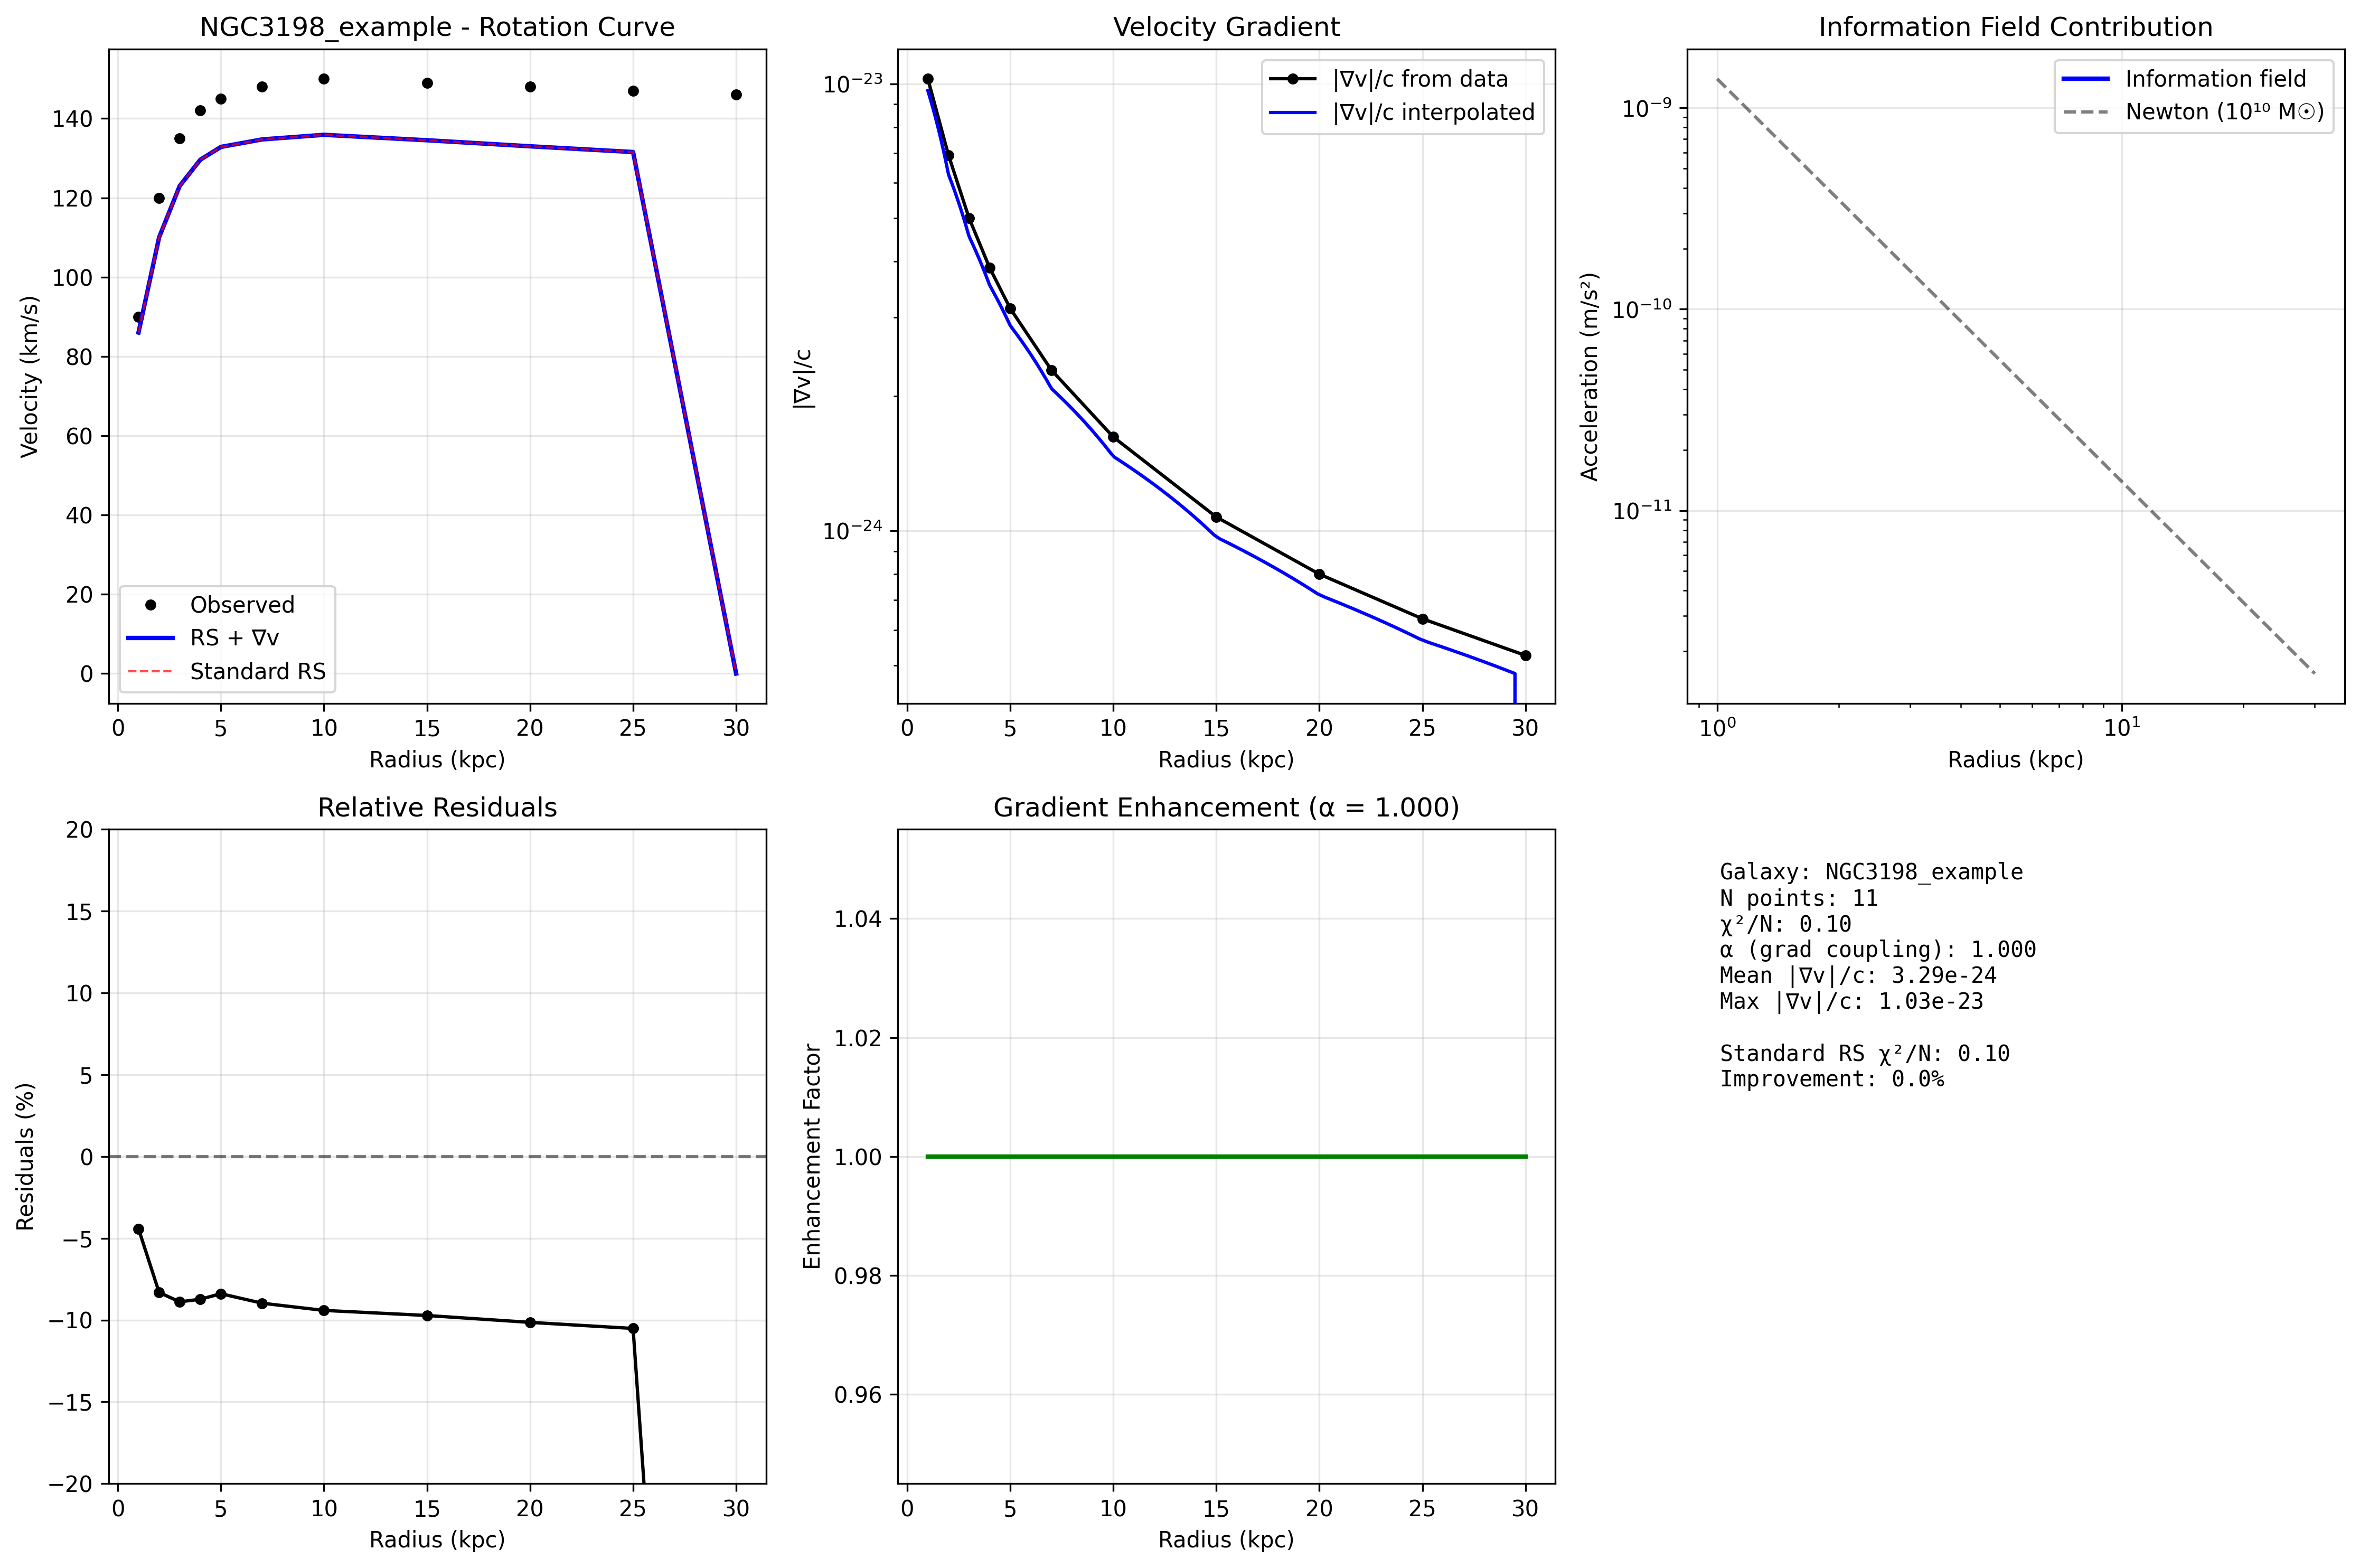 NGC3198_example - Rotation Curve
Velocity (km/s)
140
120
100
80
60
40
20
0
Observed
RS + ∇v
Standard RS
0 5 10 15 20 25 30
Radius (kpc)
Velocity Gradient
|∇v|/c
10⁻²³
10⁻²⁴
|∇v|/c from data
|∇v|/c interpolated
0 5 10 15 20 25 30
Radius (kpc)
Information Field Contribution
Acceleration (m/s²)
10⁻⁹
10⁻¹⁰
10⁻¹¹
Information field
Newton (10¹⁰ M☉)
10⁰ 10¹
Radius (kpc)
Relative Residuals
Residuals (%)
20
15
10
5
0
−5
−10
−15
−20
0 5 10 15 20 25 30
Radius (kpc)
Gradient Enhancement (α = 1.000)
Enhancement Factor
1.04
1.02
1.00
0.98
0.96
0 5 10 15 20 25 30
Radius (kpc)
Galaxy: NGC3198_example
N points: 11
χ²/N: 0.10
α (grad coupling): 1.000
Mean |∇v|/c: 3.29e-24
Max |∇v|/c: 1.03e-23
Standard RS χ²/N: 0.10
Improvement: 0.0%